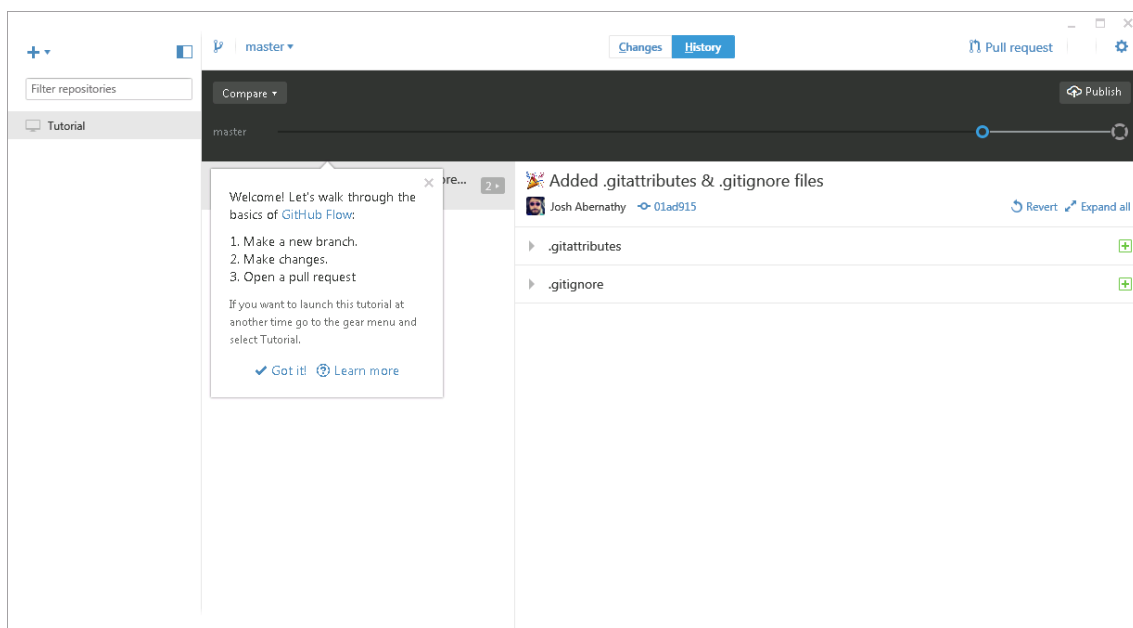 master
Changes
History
Pull request
Filter repositories
Tutorial
Compare
Publish
master
Welcome! Let's walk through the
basics of GitHub Flow:
1. Make a new branch.
2. Make changes.
3. Open a pull request
If you want to launch this tutorial at
another time go to the gear menu and
select Tutorial.
Got it!
Learn more
re...
2
Added .gitattributes & .gitignore files
Josh Abernathy
01ad915
Revert
Expand all
.gitattributes
.gitignore